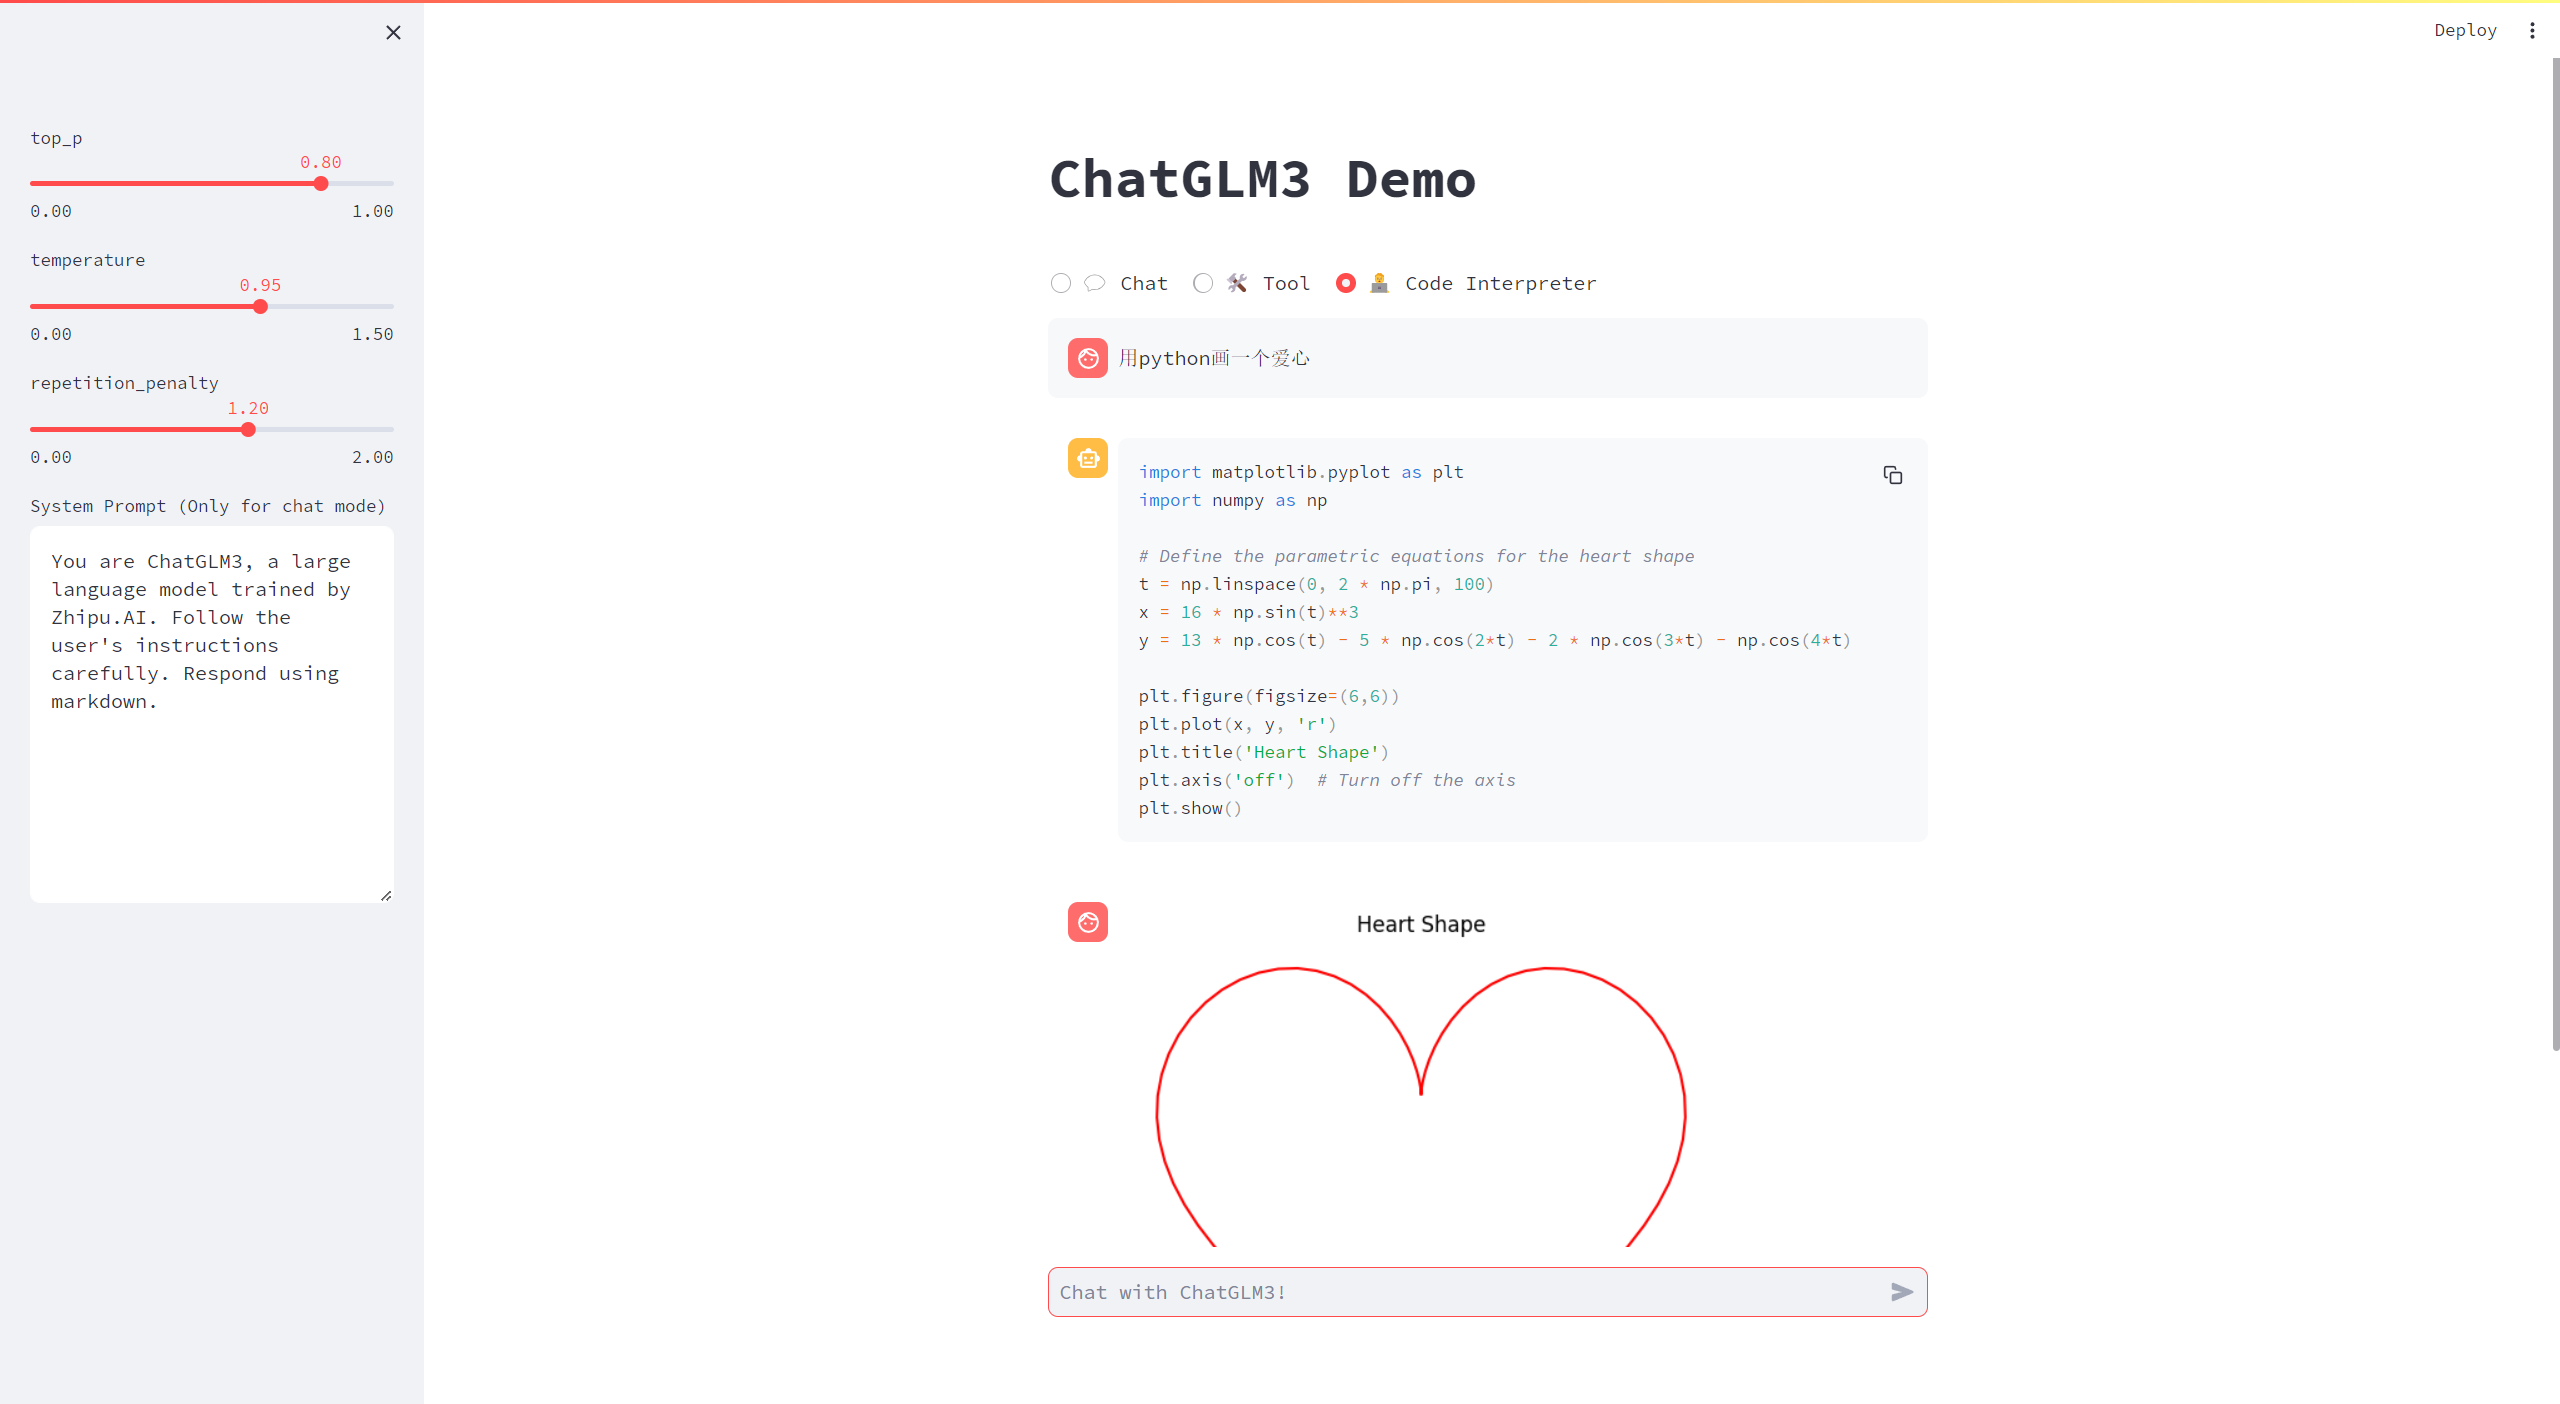 Deploy
top_p
0.80
0.00 1.00
temperature
0.95
0.00 1.50
repetition_penalty
1.20
0.00 2.00
System Prompt (Only for chat mode)
You are ChatGLM3, a large
language model trained by
Zhipu.AI. Follow the
user's instructions
carefully. Respond using
markdown.
ChatGLM3 Demo
Chat Tool Code Interpreter
用python画一个爱心
import matplotlib.pyplot as plt
import numpy as np
# Define the parametric equations for the heart shape
t = np.linspace(0, 2 * np.pi, 100)
x = 16 * np.sin(t)**3
y = 13 * np.cos(t) - 5 * np.cos(2*t) - 2 * np.cos(3*t) - np.cos(4*t)
plt.figure(figsize=(6,6))
plt.plot(x, y, 'r')
plt.title('Heart Shape')
plt.axis('off')  # Turn off the axis
plt.show()
Heart Shape
Chat with ChatGLM3!